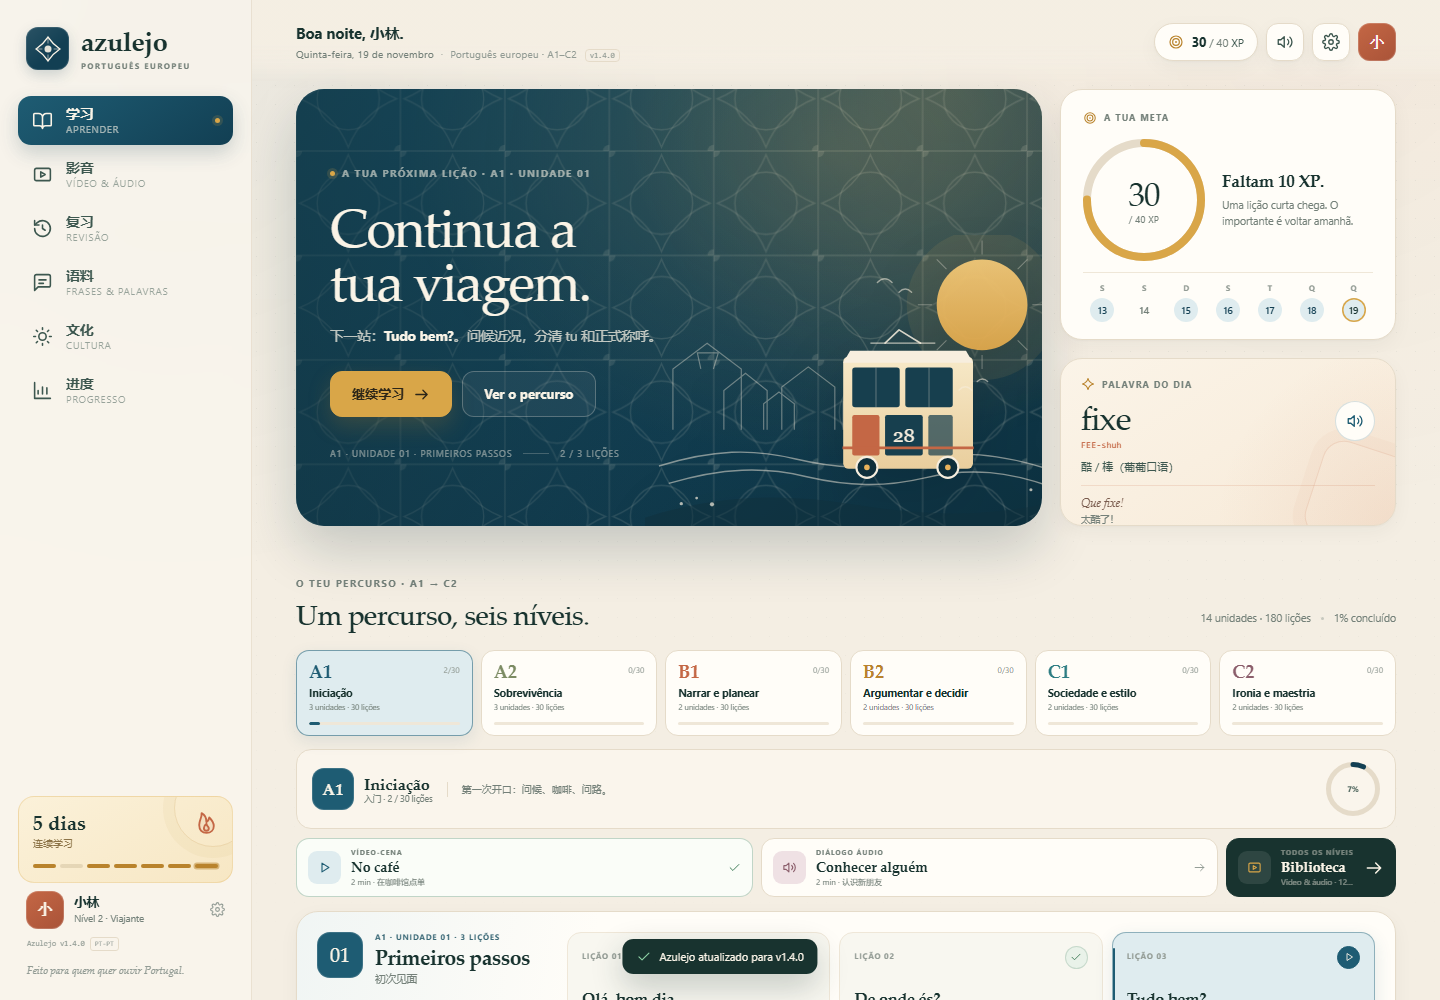 azulejo
PORTUGUÊS EUROPEU
学习
APRENDER
影音
VÍDEO & ÁUDIO
复习
REVISÃO
语料
FRASES & PALAVRAS
文化
CULTURA
进度
PROGRESSO
5 dias
连续学习
小
小林
Nível 2 · Viajante
Azulejo v1.4.0 PT-PT
Feito para quem quer ouvir Portugal.
Boa noite, 小林.
Quinta-feira, 19 de novembro · Português europeu · A1–C2 v1.4.0
30 / 40 XP
小
A TUA PRÓXIMA LIÇÃO · A1 · UNIDADE 01
Continua a
tua viagem.
下一站：Tudo bem?。问候近况，分清 tu 和正式称呼。
继续学习 →
Ver o percurso
A1 · UNIDADE 01 · PRIMEIROS PASSOS
2 / 3 LIÇÕES
28
A TUA META
30
/ 40 XP
Faltam 10 XP.
Uma lição curta chega. O
importante é voltar amanhã.
S S D S T Q Q
13 14 15 16 17 18 19
PALAVRA DO DIA
fixe
FEE-shuh
酷 / 棒（葡萄口语）
Que fixe!
太酷了！
O TEU PERCURSO · A1 → C2
Um percurso, seis níveis.
14 unidades · 180 lições · 1% concluído
A1 2/30
Iniciação
3 unidades · 30 lições
A2 0/30
Sobrevivência
3 unidades · 30 lições
B1 0/30
Narrar e planear
2 unidades · 30 lições
B2 0/30
Argumentar e decidir
2 unidades · 30 lições
C1 0/30
Sociedade e estilo
2 unidades · 30 lições
C2 0/30
Ironia e maestria
2 unidades · 30 lições
A1
Iniciação
入门 · 2 / 30 lições
第一次开口：问候、咖啡、问路。
7%
VÍDEO-CENA
No café
2 min · 在咖啡馆点单
DIÁLOGO ÁUDIO
Conhecer alguém
2 min · 认识新朋友
TODOS OS NÍVEIS
Biblioteca
Vídeo & áudio · 12...
01
A1 · UNIDADE 01 · 3 LIÇÕES
Primeiros passos
初次见面
LIÇÃO 01
Olá, bom dia
LIÇÃO 02
De onde és?
LIÇÃO 03
Tudo bem?
Azulejo atualizado para v1.4.0